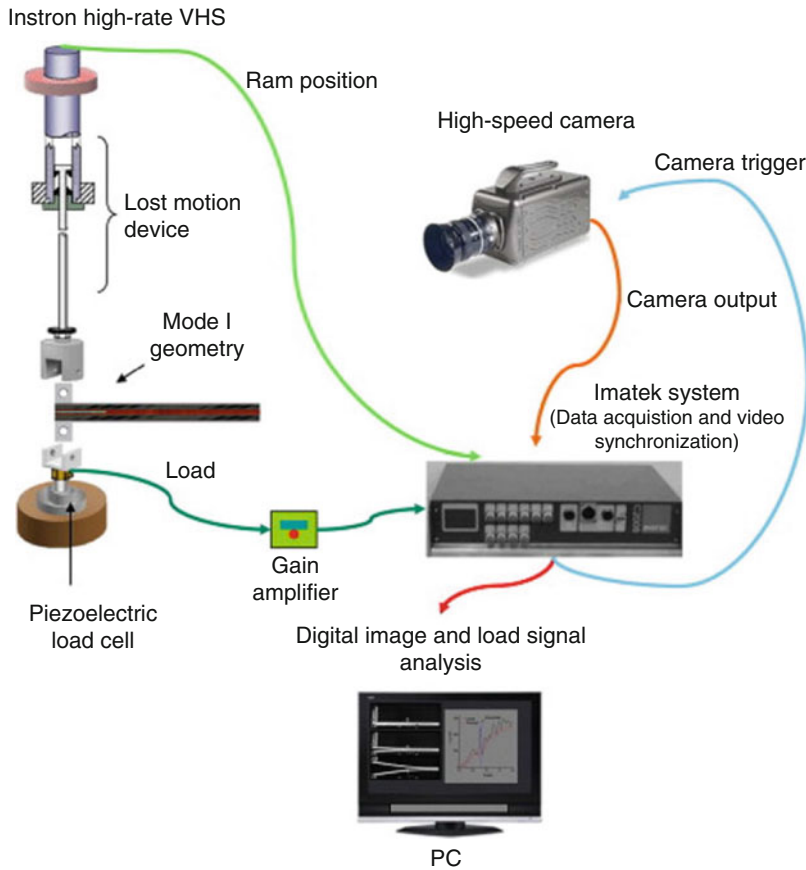 Instron high-rate VHS
Ram position
High-speed camera
Camera trigger
Lost motion
device
Camera output
Mode I
geometry
Imatek system
(Data acquistion and video
synchronization)
Load
Gain
amplifier
Piezoelectric
load cell
Digital image and load signal
analysis
PC